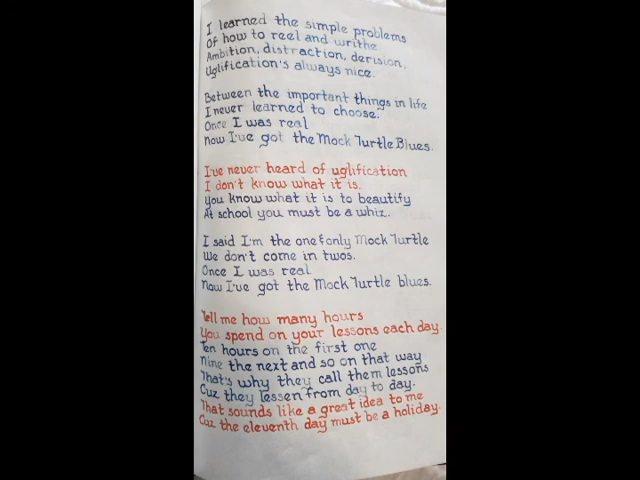 I learned the simple problems
Of how to reel and writhe
Ambition, distraction, derision,
Uglification's always nice.
Between the important things in life
I never learned to choose.
Once I was real
Now I've got the Mock Turtle Blues.
I've never heard of uglification
I don't know what it is.
You know what it is to beautify
At school you must be a whiz.
I said I'm the one & only Mock Turtle
We don't come in twos.
Once I was real
Now I've got the Mock Turtle blues.
Tell me how many hours
You spend on your lessons each day.
Ten hours on the first one
Nine the next and so on that way
That's why they call them lessons
Cuz they lessen from day to day.
That sounds like a great idea to me
Cuz the eleventh day must be a holiday.